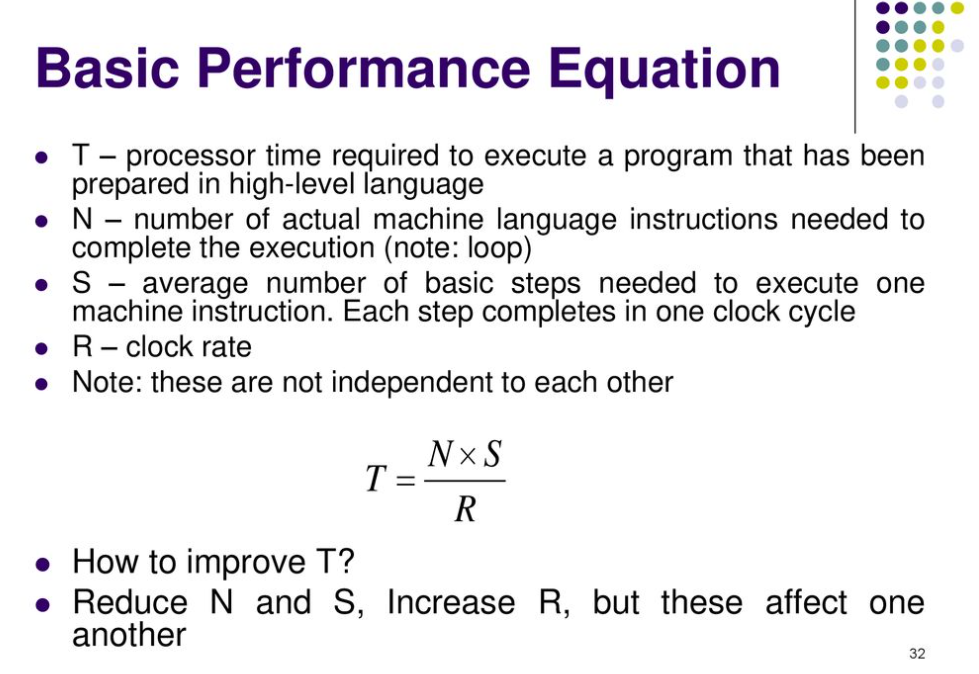 Basic Performance Equation
● T – processor time required to execute a program that has been
prepared in high-level language
● N – number of actual machine language instructions needed to
complete the execution (note: loop)
● S – average number of basic steps needed to execute one
machine instruction. Each step completes in one clock cycle
● R – clock rate
● Note: these are not independent to each other
T = N × S / R
● How to improve T?
● Reduce N and S, Increase R, but these affect one
another
32